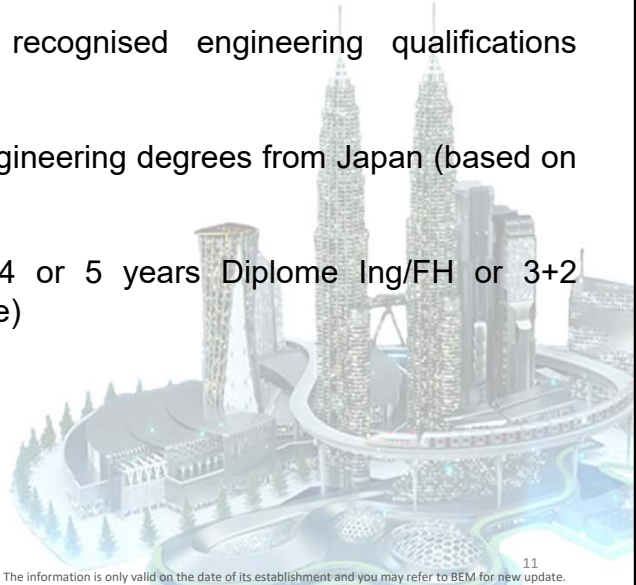 recognised engineering qualifications
gineering degrees from Japan (based on
4 or 5 years Diplome Ing/FH or 3+2
e)
11
The information is only valid on the date of its establishment and you may refer to BEM for new update.